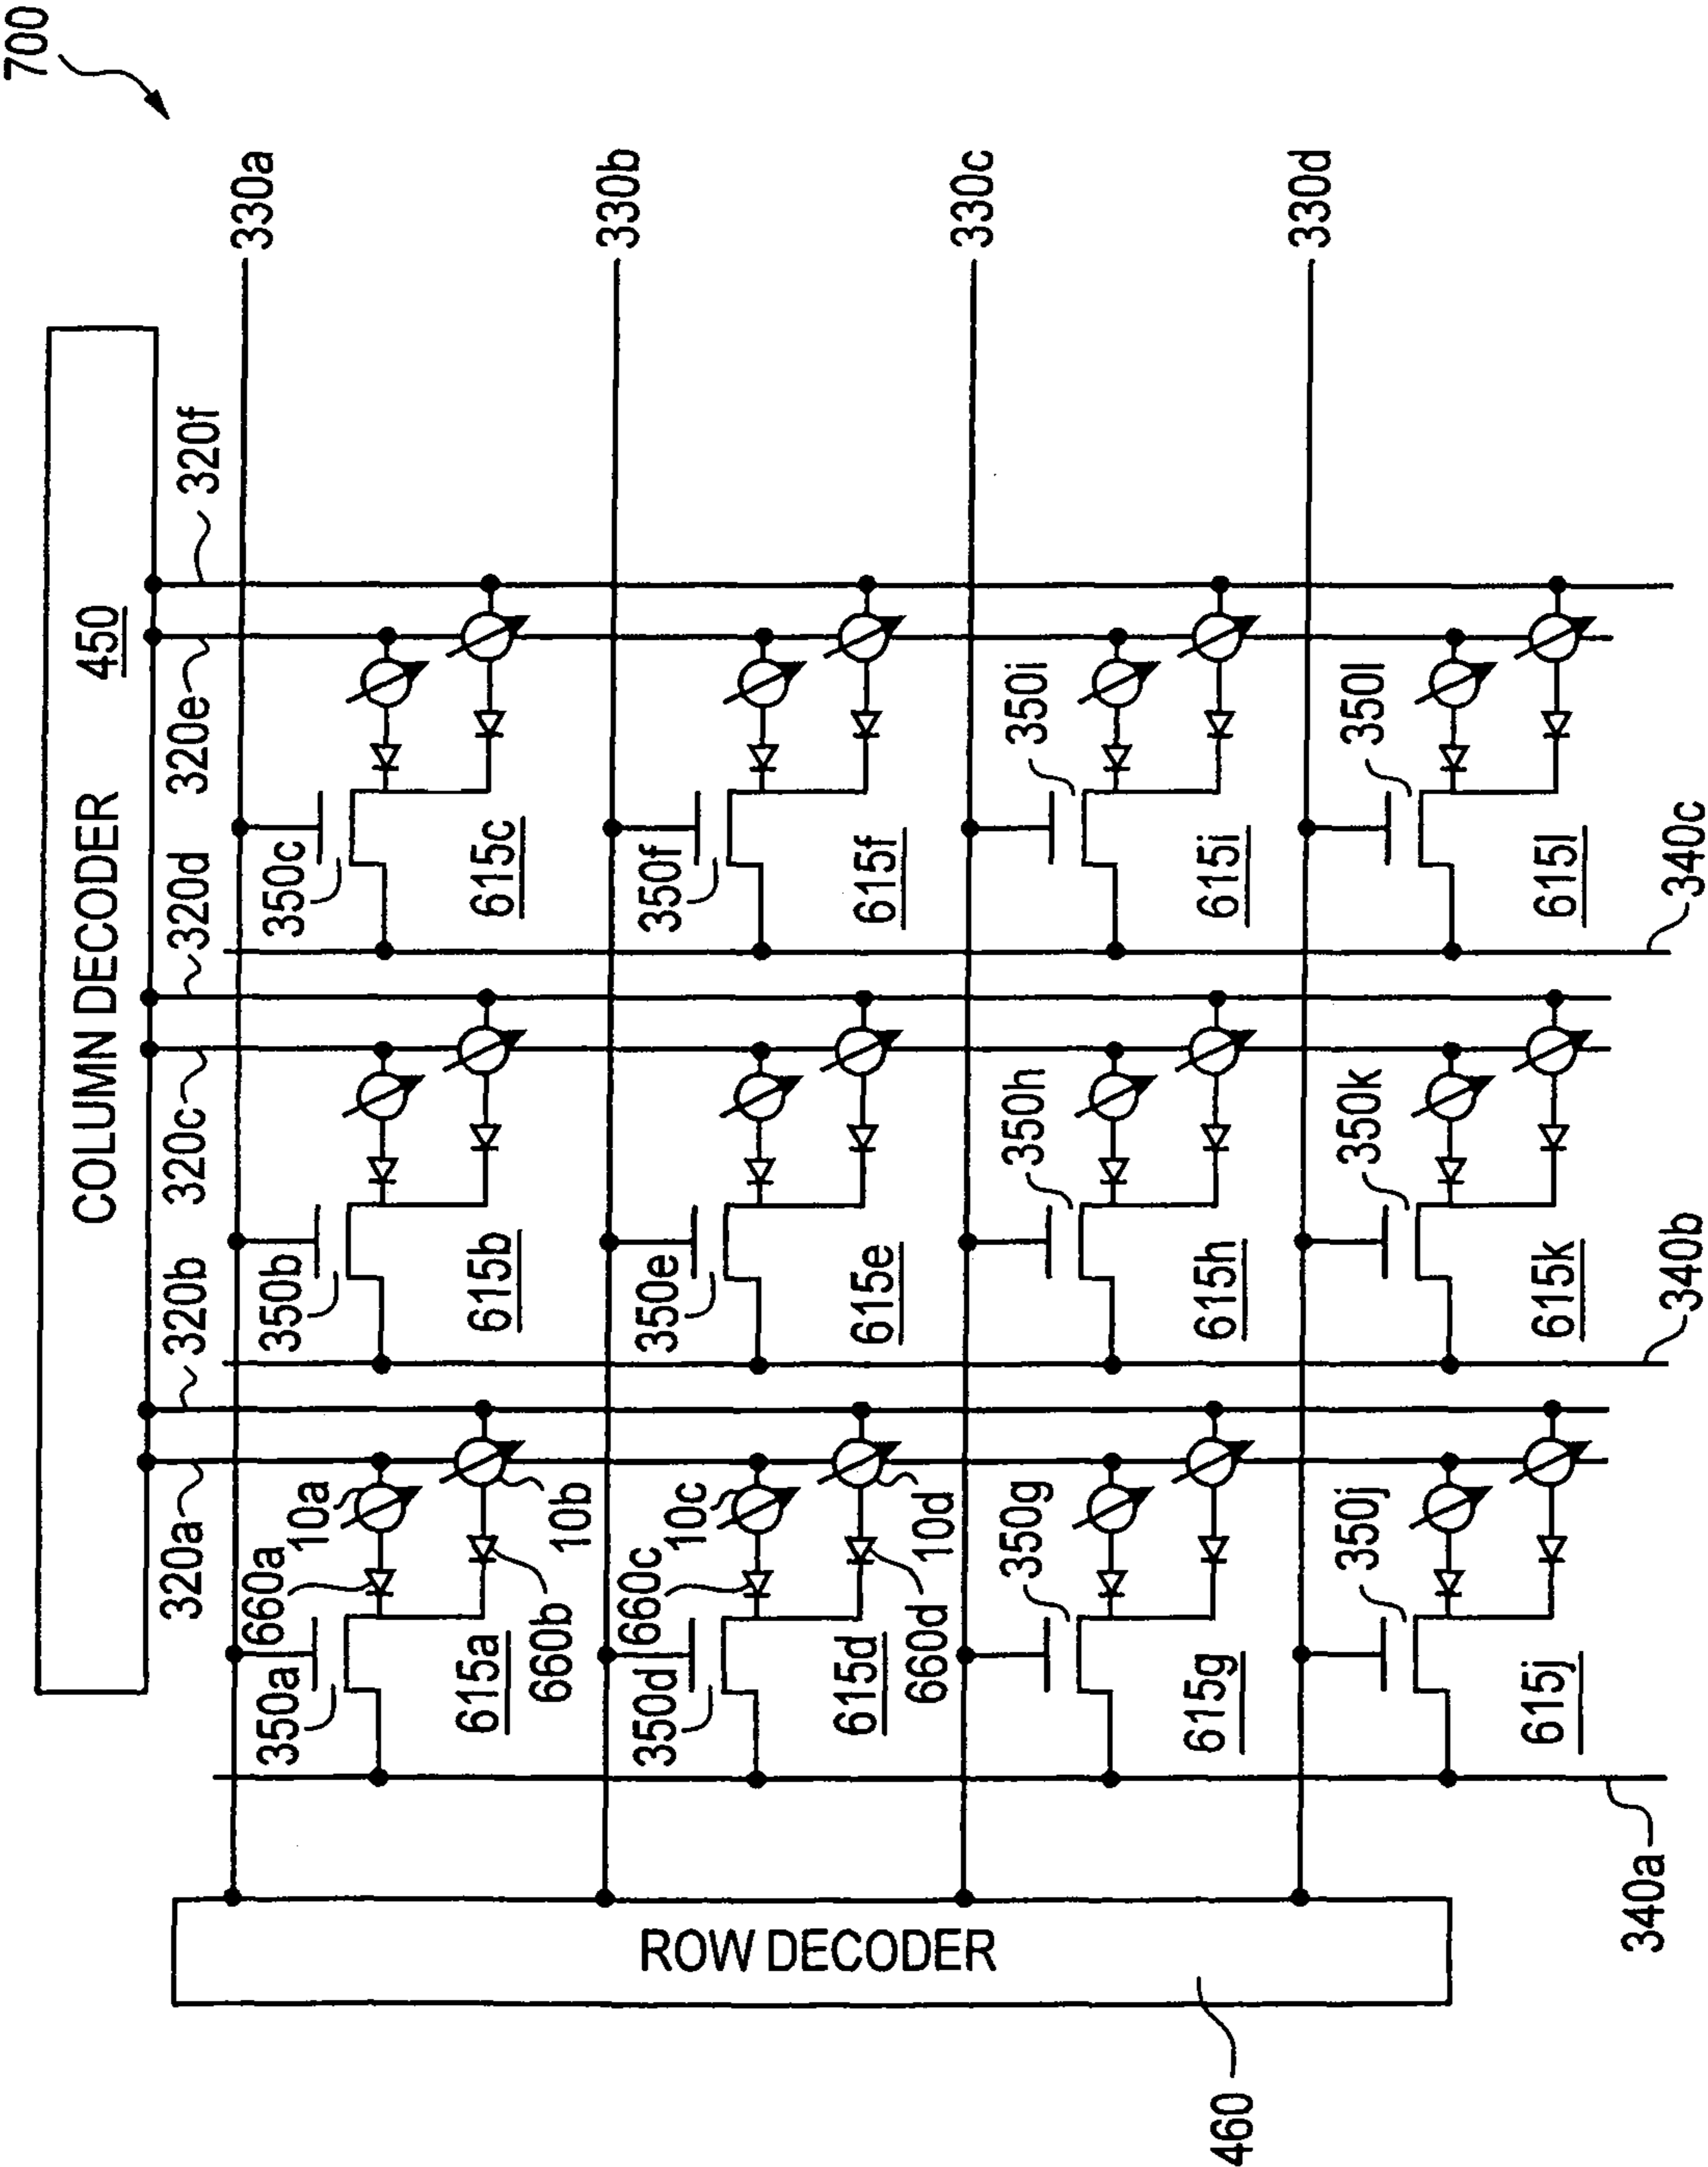 700
COLUMN DECODER 450
320a
320b
320c
320d
320e
320f
330a
350a
660a
10a
350b
350c
615a
660b
10b
615b
615c
330b
350d
660c
10c
350e
350f
615d
660d
10d
615e
615f
330c
350g
350h
350i
615g
615h
615i
330d
350j
350k
350l
615j
615k
615l
340a
340b
340c
ROW DECODER
460